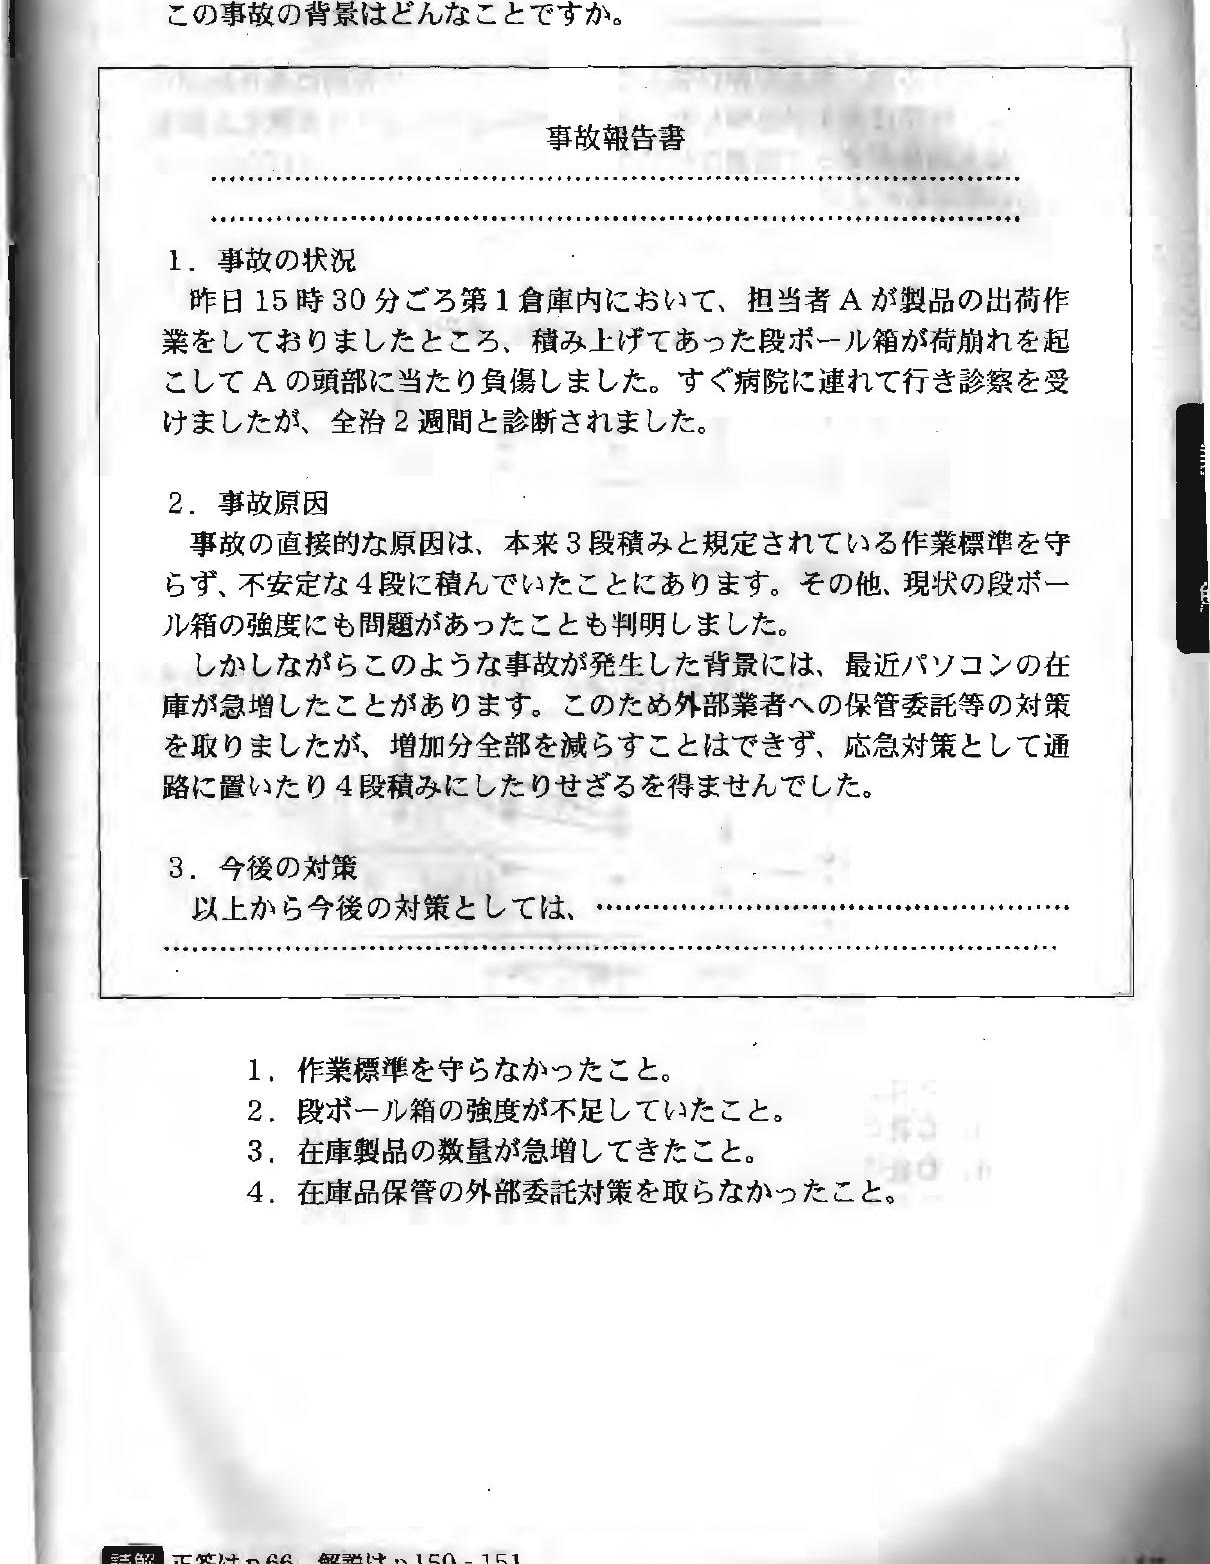 この事故の背景はどんなことですか。
事故報告書
1．事故の状況
昨日15時30分ごろ第1倉庫内において、担当者Aが製品の出荷作
業をしておりましたところ、積み上げてあった段ボール箱が荷崩れを起
こしてAの頭部に当たり負傷しました。すぐ病院に連れて行き診察を受
けましたが、全治2週間と診断されました。
2．事故原因
事故の直接的な原因は、本来3段積みと規定されている作業標準を守
らず、不安定な4段に積んでいたことにあります。その他、現状の段ボー
ル箱の強度にも問題があったことも判明しました。
しかしながらこのような事故が発生した背景には、最近パソコンの在
庫が急増したことがあります。このため外部業者への保管委託等の対策
を取りましたが、増加分全部を減らすことはできず、応急対策として通
路に置いたり4段積みにしたりせざるを得ませんでした。
3．今後の対策
以上から今後の対策としては、……………………………………………
1．作業標準を守らなかったこと。
2．段ボール箱の強度が不足していたこと。
3．在庫製品の数量が急増してきたこと。
4．在庫品保管の外部委託対策を取らなかったこと。
読解 正答はp.66 解説はp.150-151